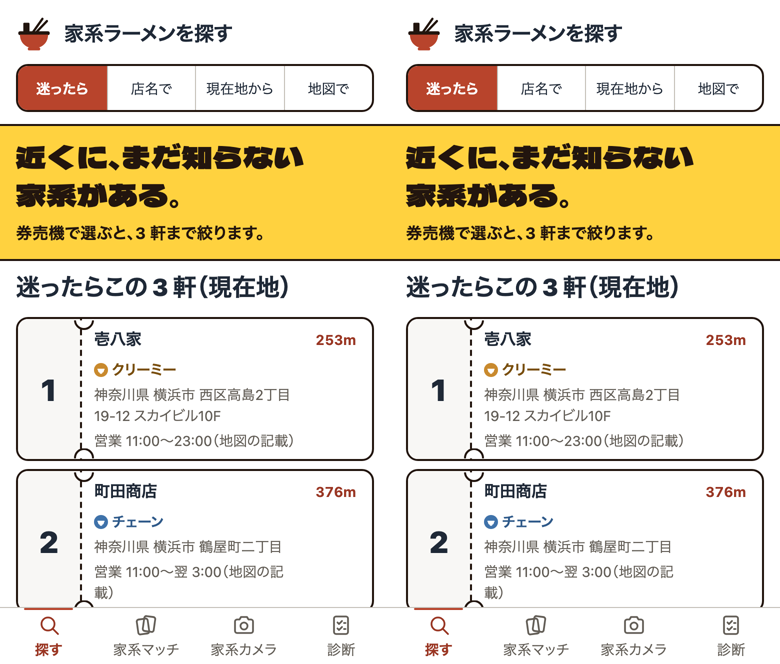 家系ラーメンを探す
迷ったら
店名で
現在地から
地図で
近くに、まだ知らない
家系がある。
券売機で選ぶと、3 軒まで絞ります。
迷ったらこの 3 軒（現在地）
1
壱八家
253m
クリーミー
神奈川県 横浜市 西区高島2丁目
19-12 スカイビル10F
営業 11:00〜23:00（地図の記載）
2
町田商店
376m
チェーン
神奈川県 横浜市 鶴屋町二丁目
営業 11:00〜翌 3:00（地図の記
載）
探す
家系マッチ
家系カメラ
診断
家系ラーメンを探す
迷ったら
店名で
現在地から
地図で
近くに、まだ知らない
家系がある。
券売機で選ぶと、3 軒まで絞ります。
迷ったらこの 3 軒（現在地）
1
壱八家
253m
クリーミー
神奈川県 横浜市 西区高島2丁目
19-12 スカイビル10F
営業 11:00〜23:00（地図の記載）
2
町田商店
376m
チェーン
神奈川県 横浜市 鶴屋町二丁目
営業 11:00〜翌 3:00（地図の記
載）
探す
家系マッチ
家系カメラ
診断